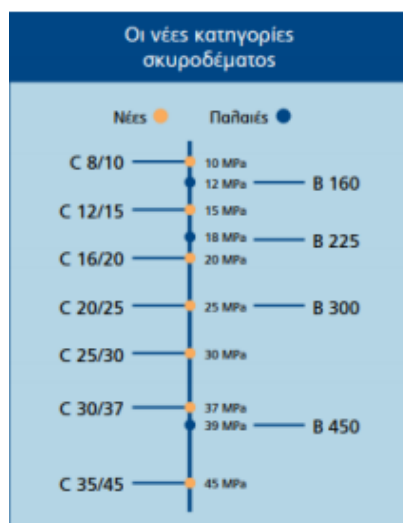 Οι νέες κατηγορίες
σκυροδέματος
Νέες Παλαιές
C 8/10 10 MPa
12 MPa B 160
C 12/15 15 MPa
18 MPa B 225
C 16/20 20 MPa
C 20/25 25 MPa B 300
C 25/30 30 MPa
C 30/37 37 MPa
39 MPa B 450
C 35/45 45 MPa